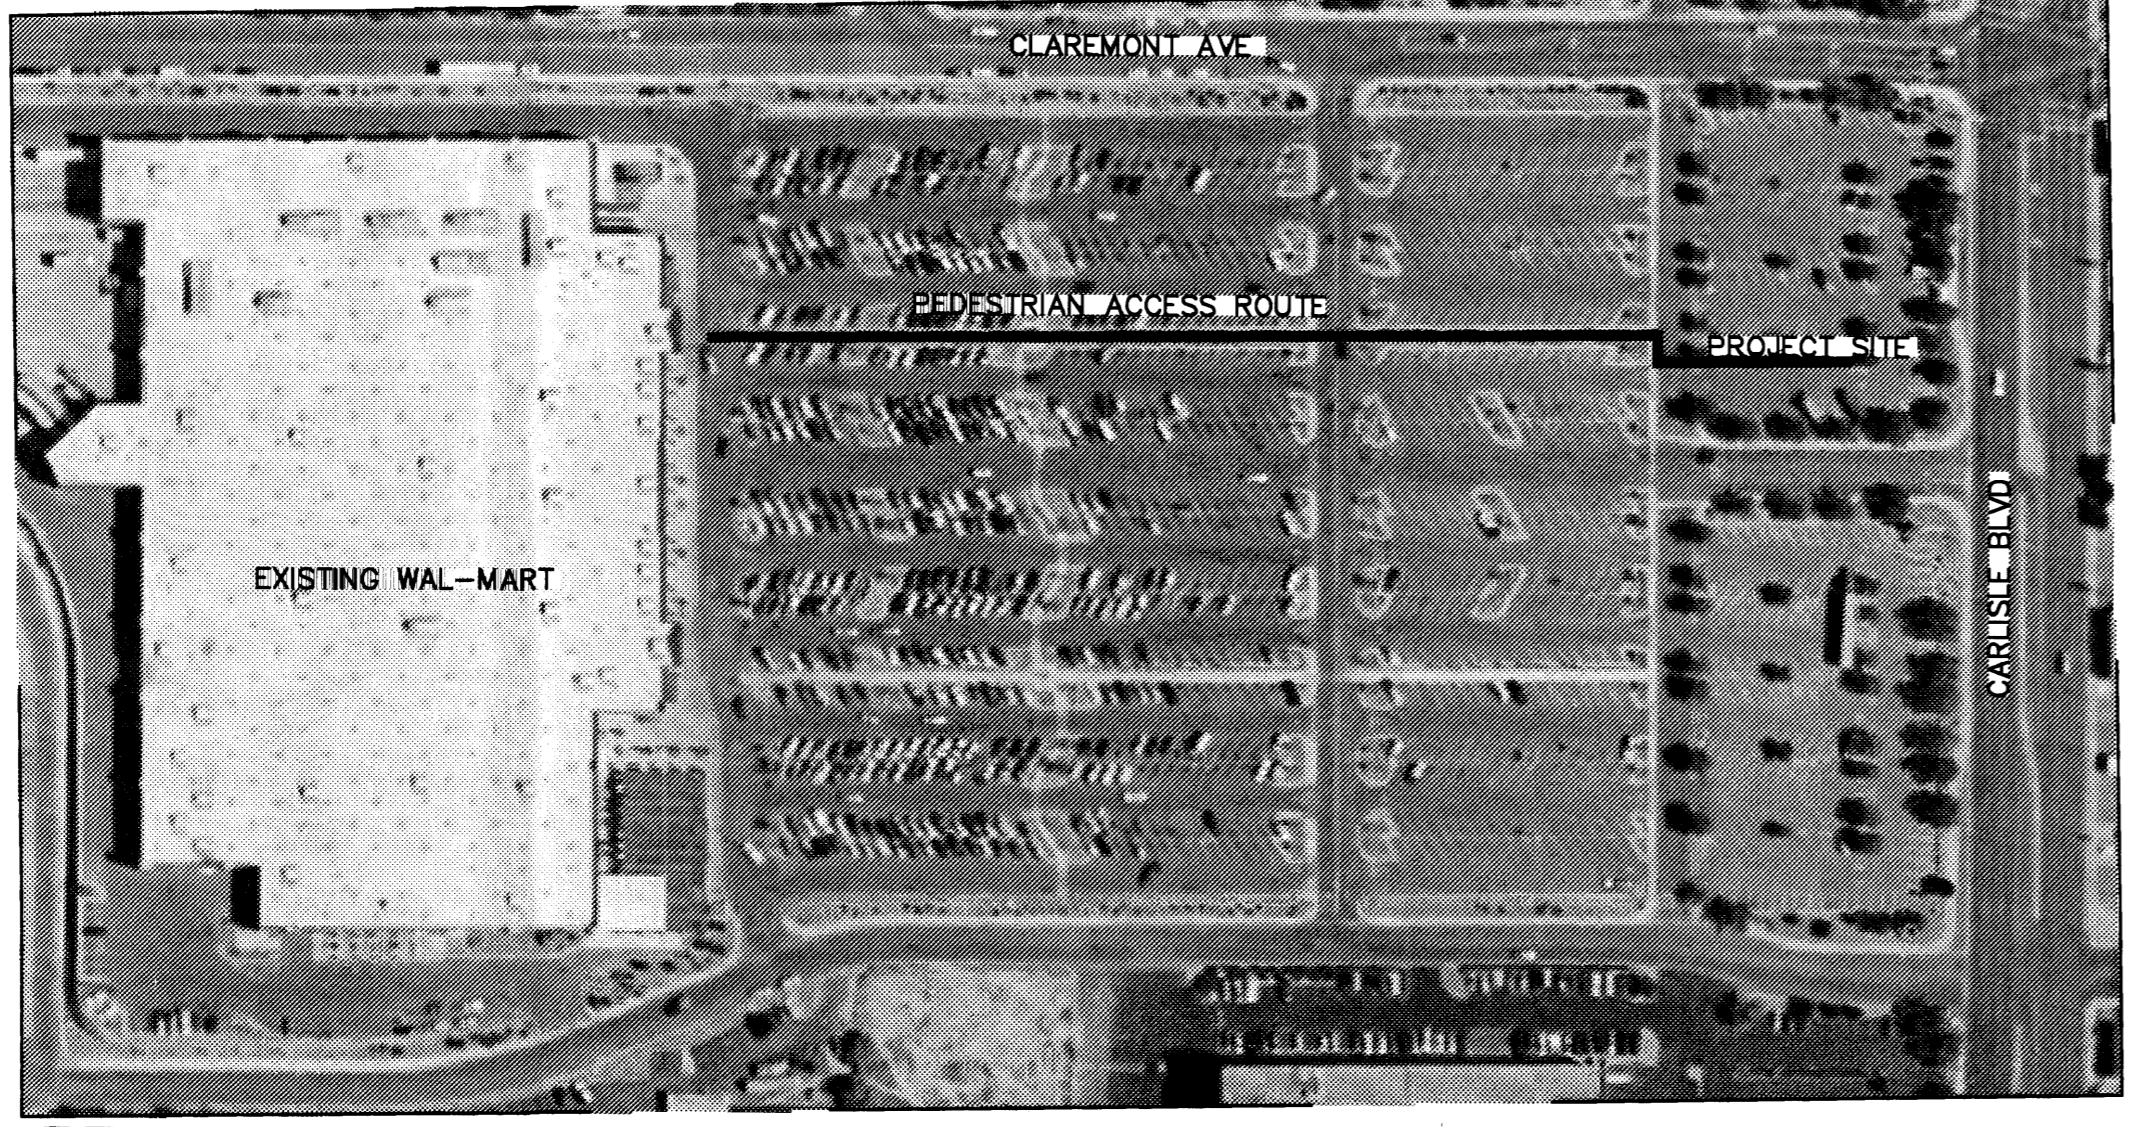 CLAREMONT AVE
PEDESTRIAN ACCESS ROUTE
PROJECT SITE
EXISTING WAL-MART
CARLISLE BLVD